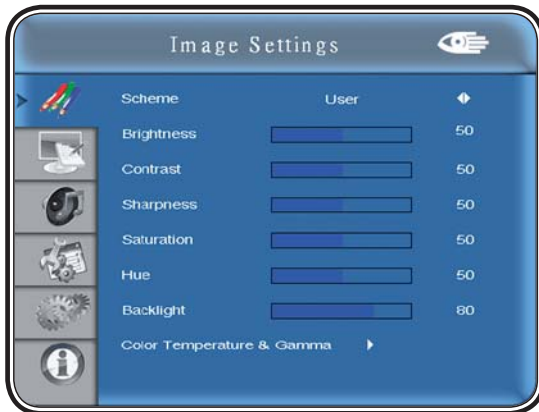 Image Settings
Scheme User
Brightness 50
Contrast 50
Sharpness 50
Saturation 50
Hue 50
Backlight 80
Color Temperature & Gamma